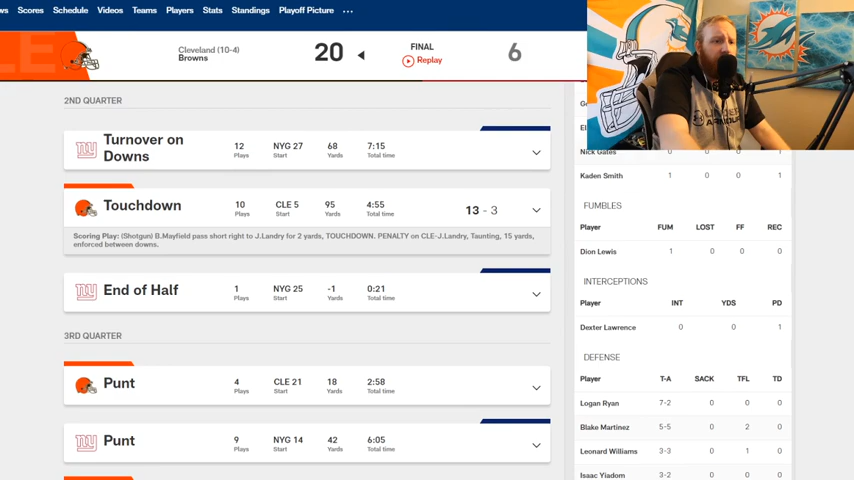 Scores Schedule Videos Teams Players Stats Standings Playoff Picture ...
Cleveland (10-4)
Browns
20
FINAL
Replay
6
2ND QUARTER
Turnover on
Downs
12 NYG 27 68 7:15
Plays Start Yards Total time
Touchdown
10 CLE 5 95 4:55
Plays Start Yards Total time
13 - 3
Scoring Play: (Shotgun) B.Mayfield pass short right to J.Landry for 2 yards, TOUCHDOWN. PENALTY on CLE-J.Landry, Taunting, 15 yards,
enforced between downs.
End of Half
1 NYG 25 -1 0:21
Plays Start Yards Total time
3RD QUARTER
Punt
4 CLE 21 18 2:58
Plays Start Yards Total time
Punt
9 NYG 14 42 6:05
Plays Start Yards Total time
Nick Gates 0 0 0 1
Kaden Smith 1 0 0 1
FUMBLES
Player FUM LOST FF REC
Dion Lewis 1 0 0 0
INTERCEPTIONS
Player INT YDS PD
Dexter Lawrence 0 0 1
DEFENSE
Player T-A SACK TFL TD
Logan Ryan 7-2 0 0 0
Blake Martinez 5-5 0 2 0
Leonard Williams 3-3 0 1 0
Isaac Yiadom 3-2 0 0 0